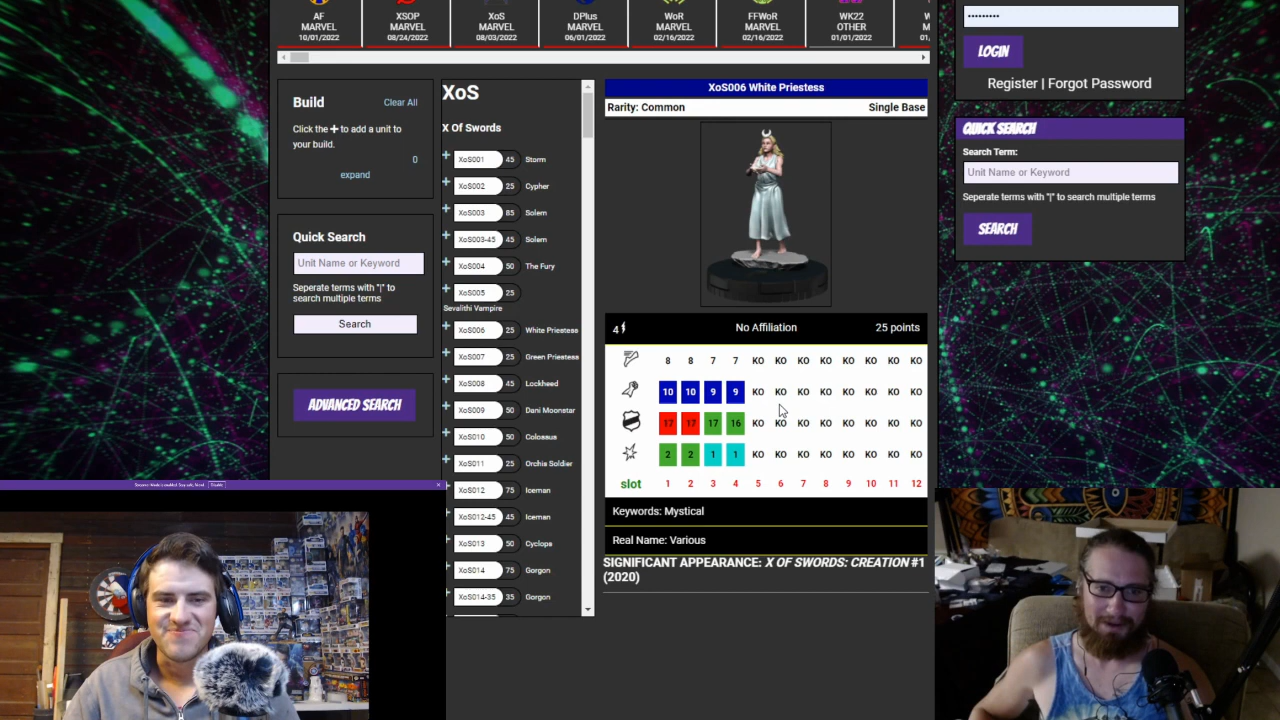 AF
MARVEL
10/01/2022
XSOP
MARVEL
08/24/2022
XoS
MARVEL
08/03/2022
DPlus
MARVEL
06/01/2022
WoR
MARVEL
02/16/2022
FFWoR
MARVEL
02/16/2022
WK22
OTHER
01/01/2022
•••••••••
LOGIN
Register | Forgot Password
Build
Clear All
Click the + to add a unit to
your build.
0
expand
Quick Search
Unit Name or Keyword
Seperate terms with "|" to
search multiple terms
Search
ADVANCED SEARCH
XoS
X Of Swords
XoS001 45 Storm
XoS002 25 Cypher
XoS003 85 Solem
XoS003-45 45 Solem
XoS004 50 The Fury
XoS005 25
Sevalithi Vampire
XoS006 25 White Priestess
XoS007 25 Green Priestess
XoS008 45 Lockheed
XoS009 50 Dani Moonstar
XoS010 50 Colossus
XoS011 25 Orchis Soldier
XoS012 75 Iceman
XoS012-45 45 Iceman
XoS013 50 Cyclops
XoS014 75 Gorgon
XoS014-35 35 Gorgon
XoS006 White Priestess
Rarity: Common Single Base
4 No Affiliation 25 points
8 8 7 7 KO KO KO KO KO KO KO KO
10 10 9 9 KO KO KO KO KO KO KO KO
17 17 17 16 KO KO KO KO KO KO KO KO
2 2 1 1 KO KO KO KO KO KO KO KO
slot 1 2 3 4 5 6 7 8 9 10 11 12
Keywords: Mystical
Real Name: Various
SIGNIFICANT APPEARANCE: X OF SWORDS: CREATION #1
(2020)
QUICK SEARCH
Search Term:
Unit Name or Keyword
Seperate terms with "|" to search multiple terms
SEARCH